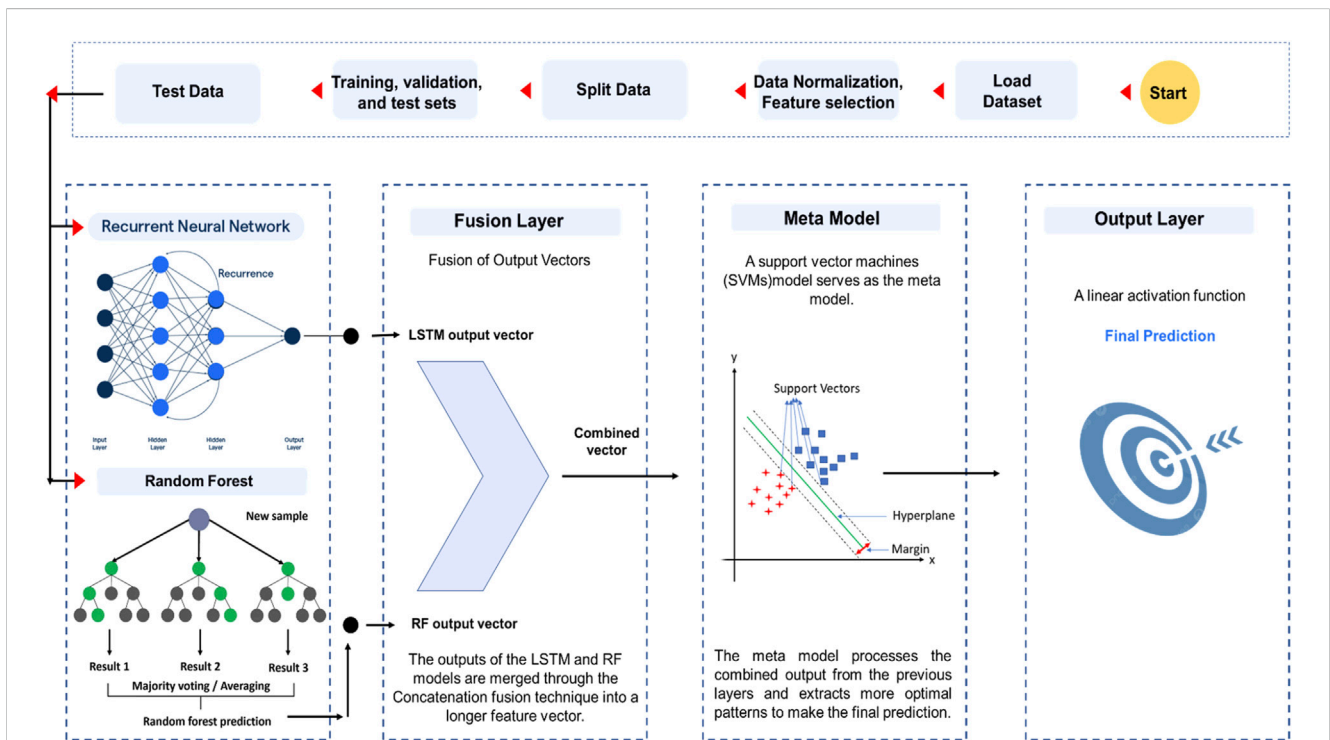 Test Data
Training, validation,
and test sets
Split Data
Data Normalization,
Feature selection
Load
Dataset
Start
Recurrent Neural Network
Recurrence
Input
Layer
Hidden
Layer
Hidden
Layer
Output
Layer
Random Forest
New sample
Result 1
Result 2
Result 3
Majority voting / Averaging
Random forest prediction
Fusion Layer
Fusion of Output Vectors
LSTM output vector
Combined
vector
RF output vector
The outputs of the LSTM and RF
models are merged through the
Concatenation fusion technique into a
longer feature vector.
Meta Model
A support vector machines
(SVMs)model serves as the meta
model.
y
Support Vectors
Hyperplane
Margin
x
The meta model processes the
combined output from the previous
layers and extracts more optimal
patterns to make the final prediction.
Output Layer
A linear activation function
Final Prediction